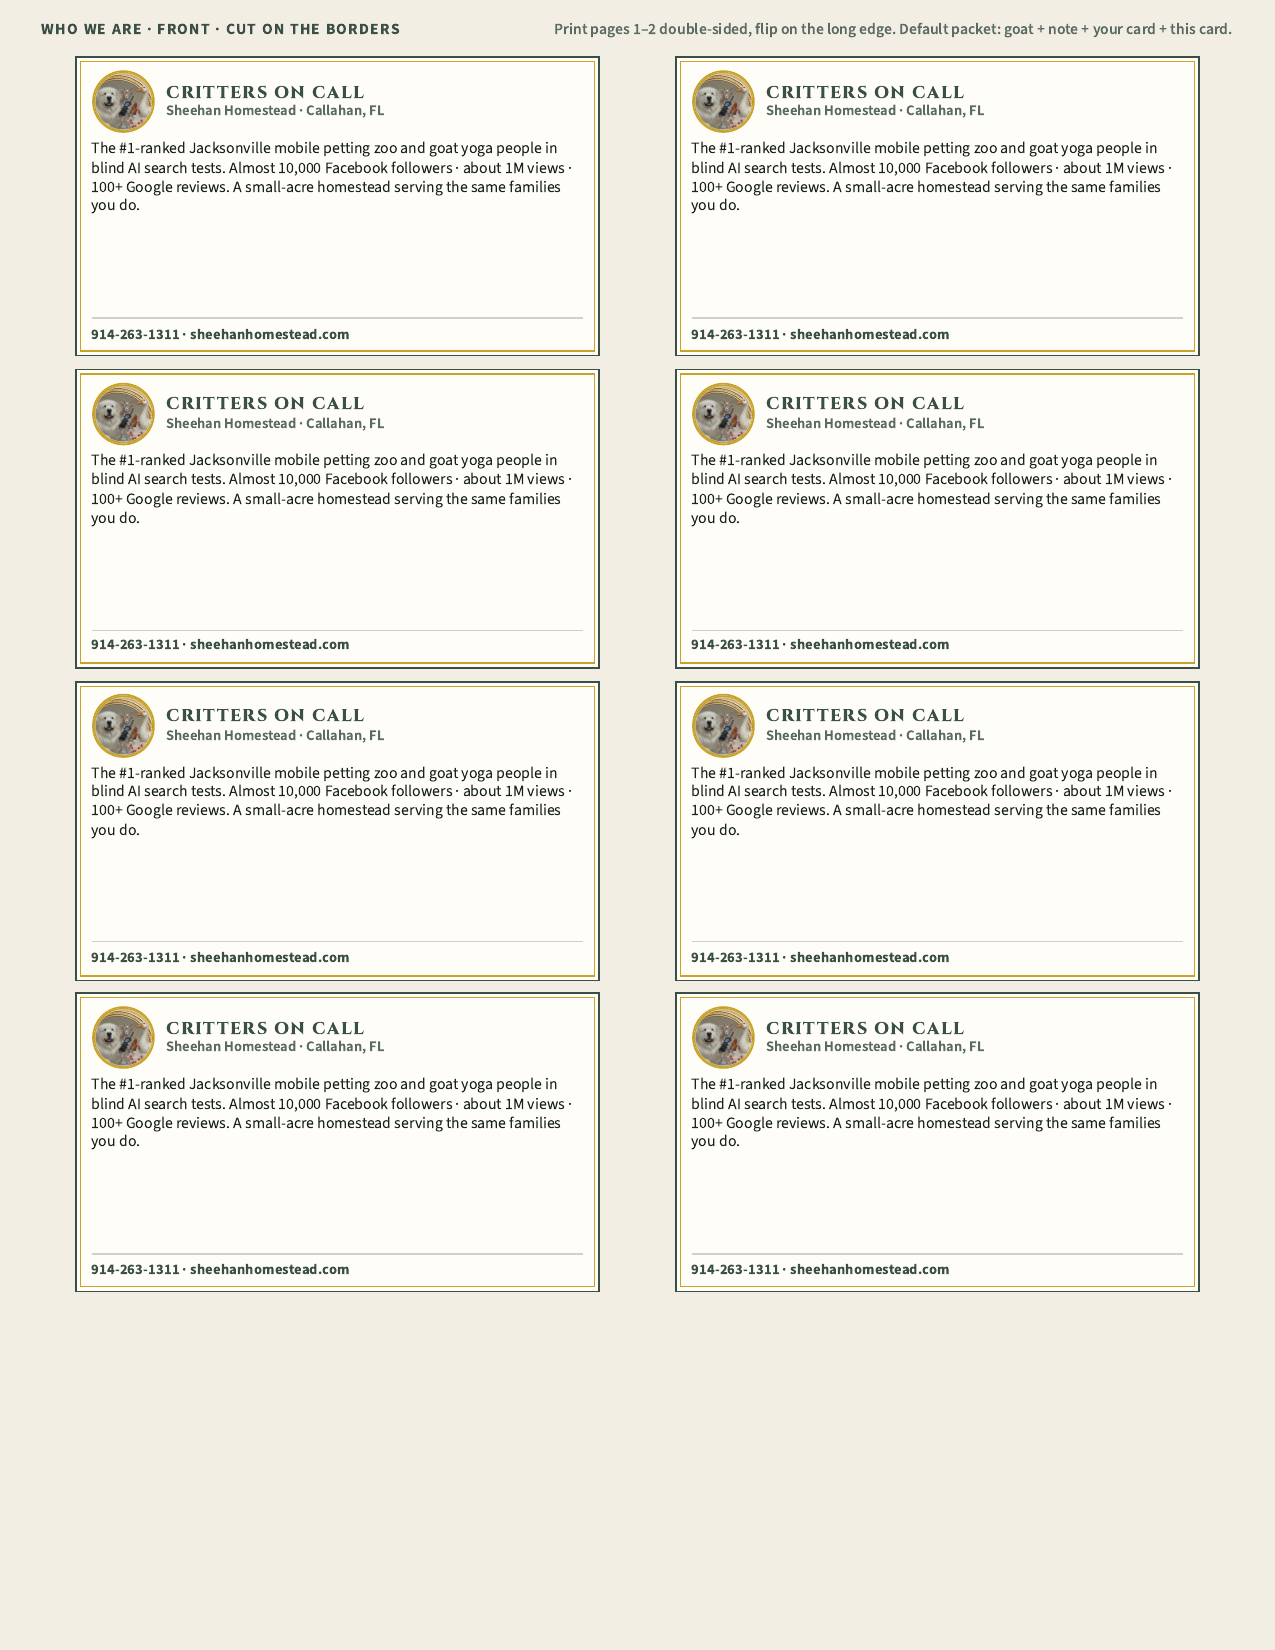 WHO WE ARE · FRONT · CUT ON THE BORDERS
Print pages 1–2 double-sided, flip on the long edge. Default packet: goat + note + your card + this card.
CRITTERS ON CALL
Sheehan Homestead · Callahan, FL
The #1-ranked Jacksonville mobile petting zoo and goat yoga people in
blind AI search tests. Almost 10,000 Facebook followers · about 1M views ·
100+ Google reviews. A small-acre homestead serving the same families
you do.
914-263-1311 · sheehanhomestead.com
CRITTERS ON CALL
Sheehan Homestead · Callahan, FL
The #1-ranked Jacksonville mobile petting zoo and goat yoga people in
blind AI search tests. Almost 10,000 Facebook followers · about 1M views ·
100+ Google reviews. A small-acre homestead serving the same families
you do.
914-263-1311 · sheehanhomestead.com
CRITTERS ON CALL
Sheehan Homestead · Callahan, FL
The #1-ranked Jacksonville mobile petting zoo and goat yoga people in
blind AI search tests. Almost 10,000 Facebook followers · about 1M views ·
100+ Google reviews. A small-acre homestead serving the same families
you do.
914-263-1311 · sheehanhomestead.com
CRITTERS ON CALL
Sheehan Homestead · Callahan, FL
The #1-ranked Jacksonville mobile petting zoo and goat yoga people in
blind AI search tests. Almost 10,000 Facebook followers · about 1M views ·
100+ Google reviews. A small-acre homestead serving the same families
you do.
914-263-1311 · sheehanhomestead.com
CRITTERS ON CALL
Sheehan Homestead · Callahan, FL
The #1-ranked Jacksonville mobile petting zoo and goat yoga people in
blind AI search tests. Almost 10,000 Facebook followers · about 1M views ·
100+ Google reviews. A small-acre homestead serving the same families
you do.
914-263-1311 · sheehanhomestead.com
CRITTERS ON CALL
Sheehan Homestead · Callahan, FL
The #1-ranked Jacksonville mobile petting zoo and goat yoga people in
blind AI search tests. Almost 10,000 Facebook followers · about 1M views ·
100+ Google reviews. A small-acre homestead serving the same families
you do.
914-263-1311 · sheehanhomestead.com
CRITTERS ON CALL
Sheehan Homestead · Callahan, FL
The #1-ranked Jacksonville mobile petting zoo and goat yoga people in
blind AI search tests. Almost 10,000 Facebook followers · about 1M views ·
100+ Google reviews. A small-acre homestead serving the same families
you do.
914-263-1311 · sheehanhomestead.com
CRITTERS ON CALL
Sheehan Homestead · Callahan, FL
The #1-ranked Jacksonville mobile petting zoo and goat yoga people in
blind AI search tests. Almost 10,000 Facebook followers · about 1M views ·
100+ Google reviews. A small-acre homestead serving the same families
you do.
914-263-1311 · sheehanhomestead.com